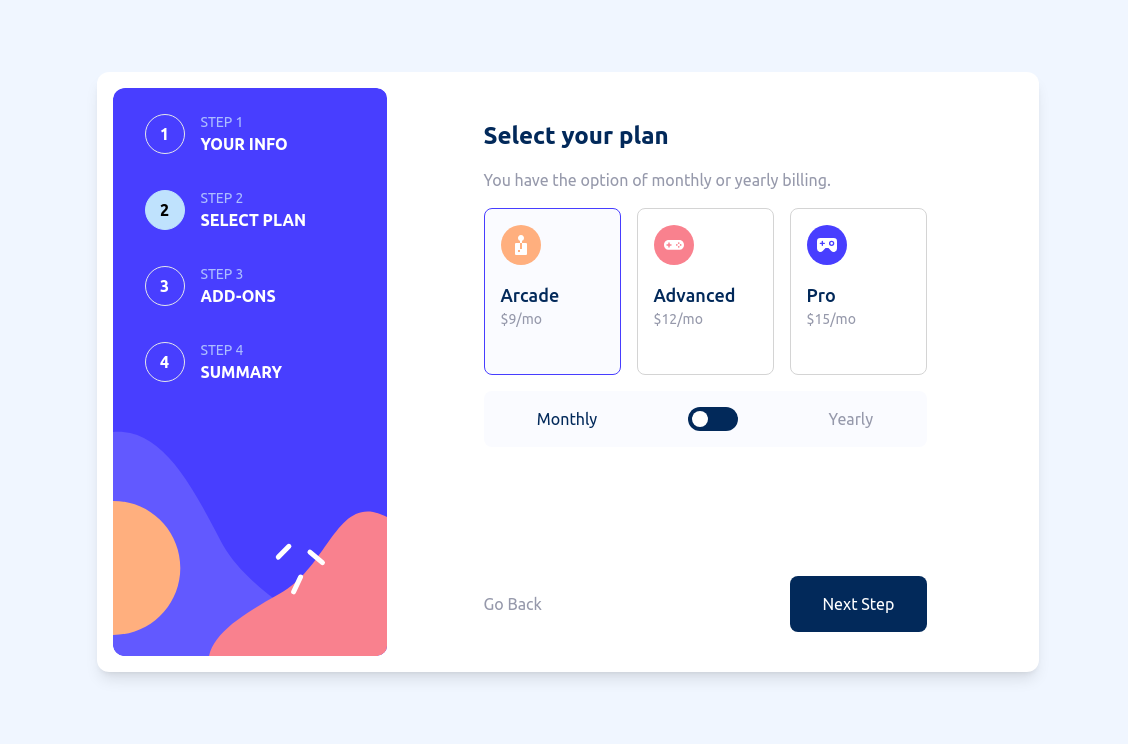 1
STEP 1
YOUR INFO
2
STEP 2
SELECT PLAN
3
STEP 3
ADD-ONS
4
STEP 4
SUMMARY
Select your plan
You have the option of monthly or yearly billing.
Arcade
$9/mo
Advanced
$12/mo
Pro
$15/mo
Monthly
Yearly
Go Back
Next Step